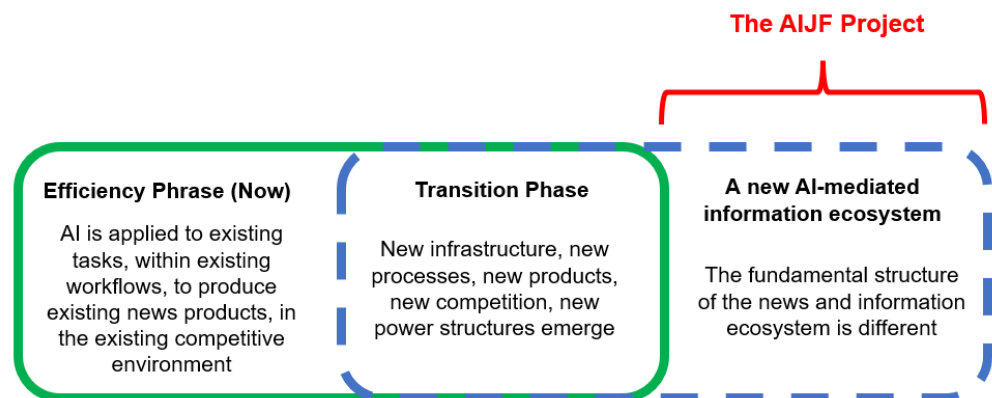 The AIJF Project
Efficiency Phrase (Now)
AI is applied to existing
tasks, within existing
workflows, to produce
existing news products, in
the existing competitive
environment
Transition Phase
New infrastructure, new
processes, new products,
new competition, new
power structures emerge
A new AI-mediated
information ecosystem
The fundamental structure
of the news and information
ecosystem is different